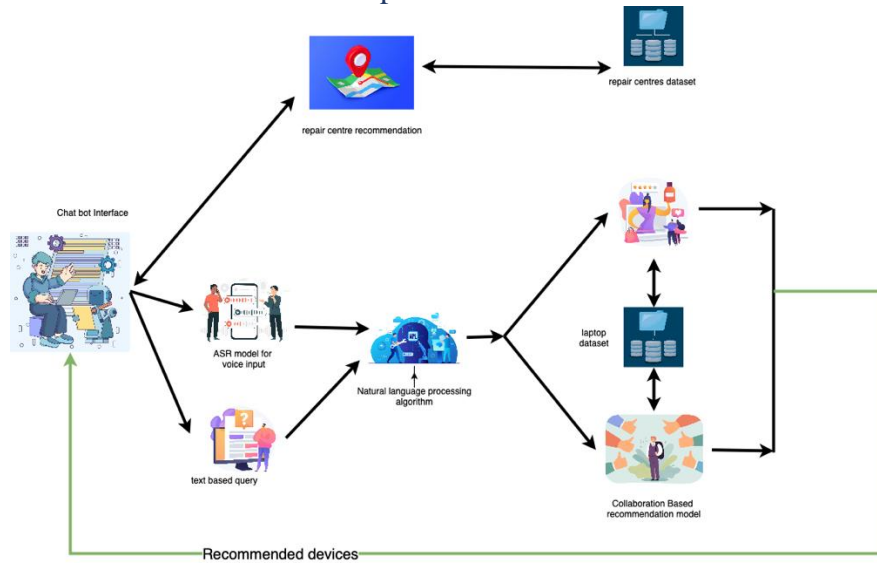 repair centres dataset
repair centre recommendation
Chat bot Interface
laptop
dataset
ASR model for
voice input
Natural language processing
algorithm
text based query
Collaboration Based
recommendation model
Recommended devices